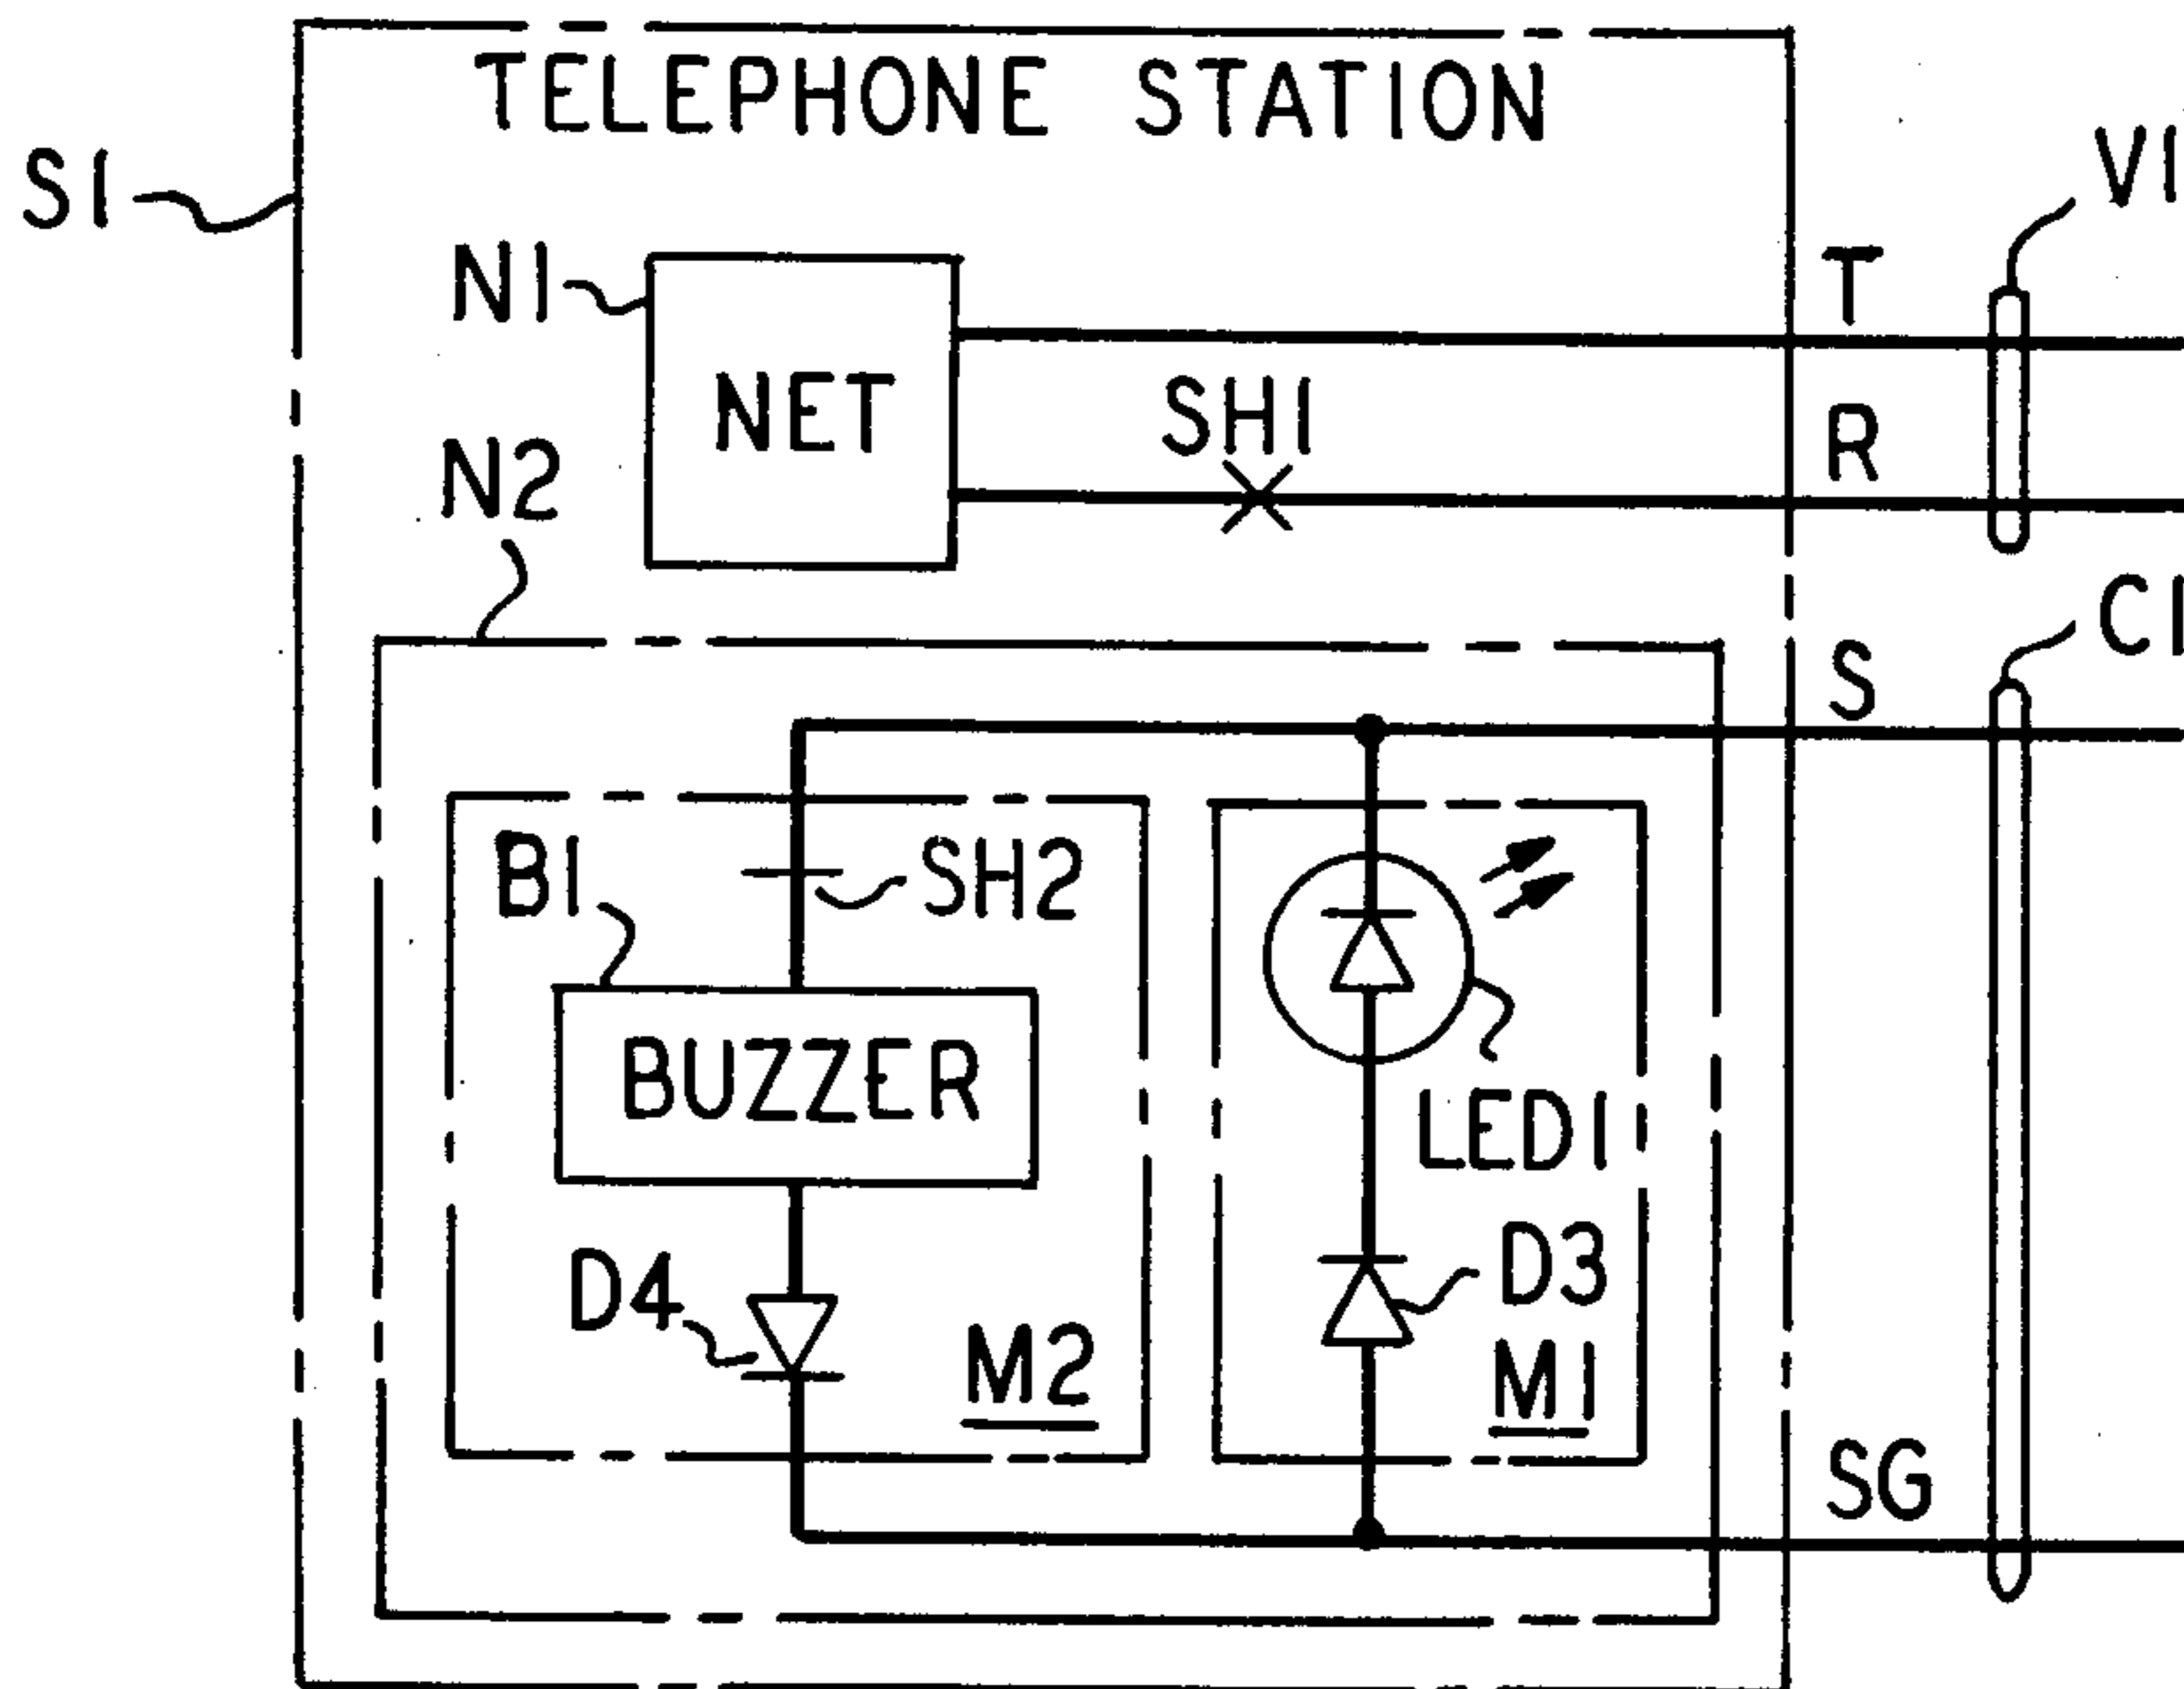 TELEPHONE STATION
S1
V1
N1
T
NET
SH1
R
N2
C1
S
B1
SH2
BUZZER
LED1
D4
D3
M2
M1
SG